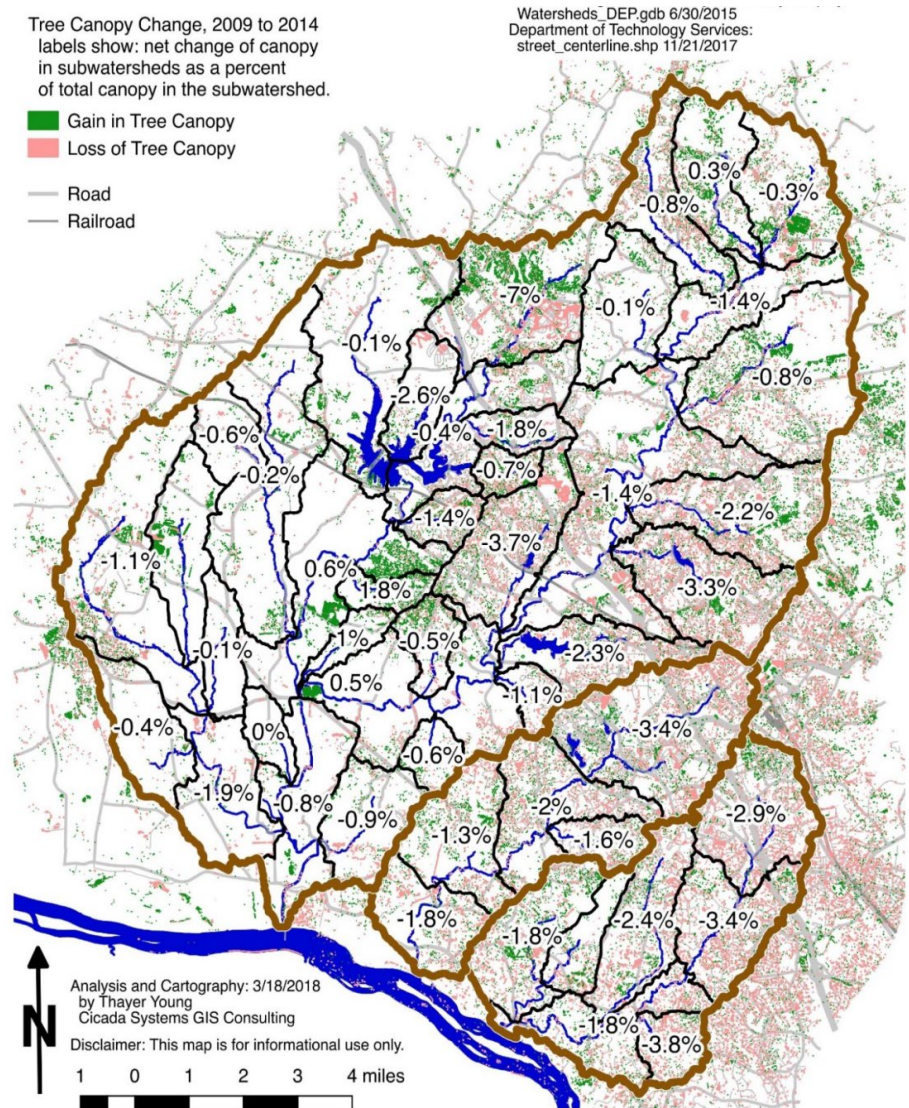 Tree Canopy Change, 2009 to 2014
labels show: net change of canopy
in subwatersheds as a percent
of total canopy in the subwatershed.
Gain in Tree Canopy
Loss of Tree Canopy
Road
Railroad
Watersheds_DEP.gdb 6/30/2015
Department of Technology Services:
street_centerline.shp 11/21/2017
0.3%
-0.8%
-0.3%
-7%
-0.1%
-1.4%
-0.1%
-0.8%
-2.6%
-0.6%
-0.4%
-1.8%
-0.2%
-0.7%
-1.4%
-1.4%
-2.2%
-3.7%
-1.1%
0.6%
1.8%
-3.3%
-0.1%
1%
-0.5%
-2.3%
0.5%
-1.1%
-0.4%
0%
-3.4%
-0.6%
-1.9%
-0.8%
-0.9%
-2%
-2.9%
-1.3%
-1.6%
-1.8%
-1.8%
-2.4%
-3.4%
-1.8%
-3.8%
N
Analysis and Cartography: 3/18/2018
by Thayer Young
Cicada Systems GIS Consulting
Disclaimer: This map is for informational use only.
1 0 1 2 3 4 miles